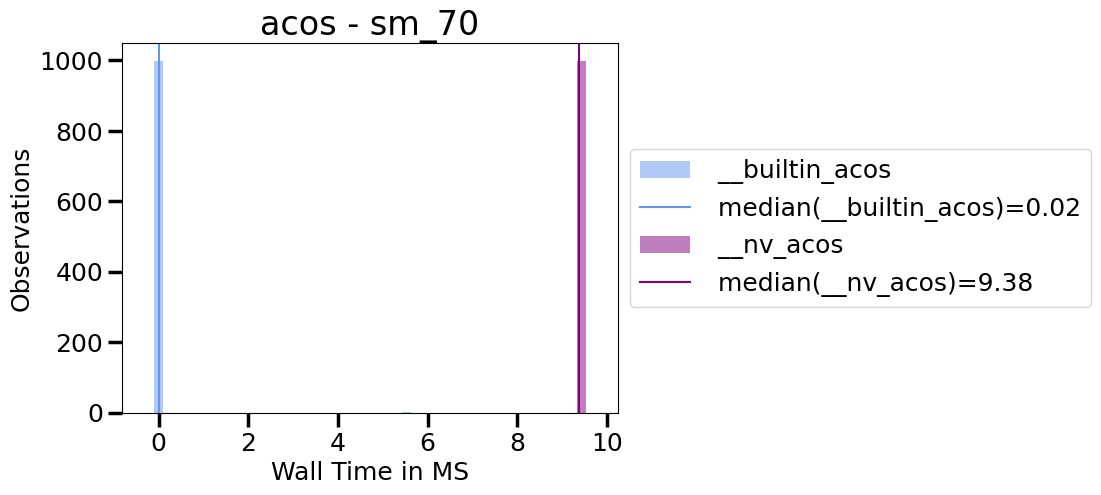 acos - sm_70
Observations
1000
800
600
400
200
0
0 2 4 6 8 10
Wall Time in MS
__builtin_acos
median(__builtin_acos)=0.02
__nv_acos
median(__nv_acos)=9.38